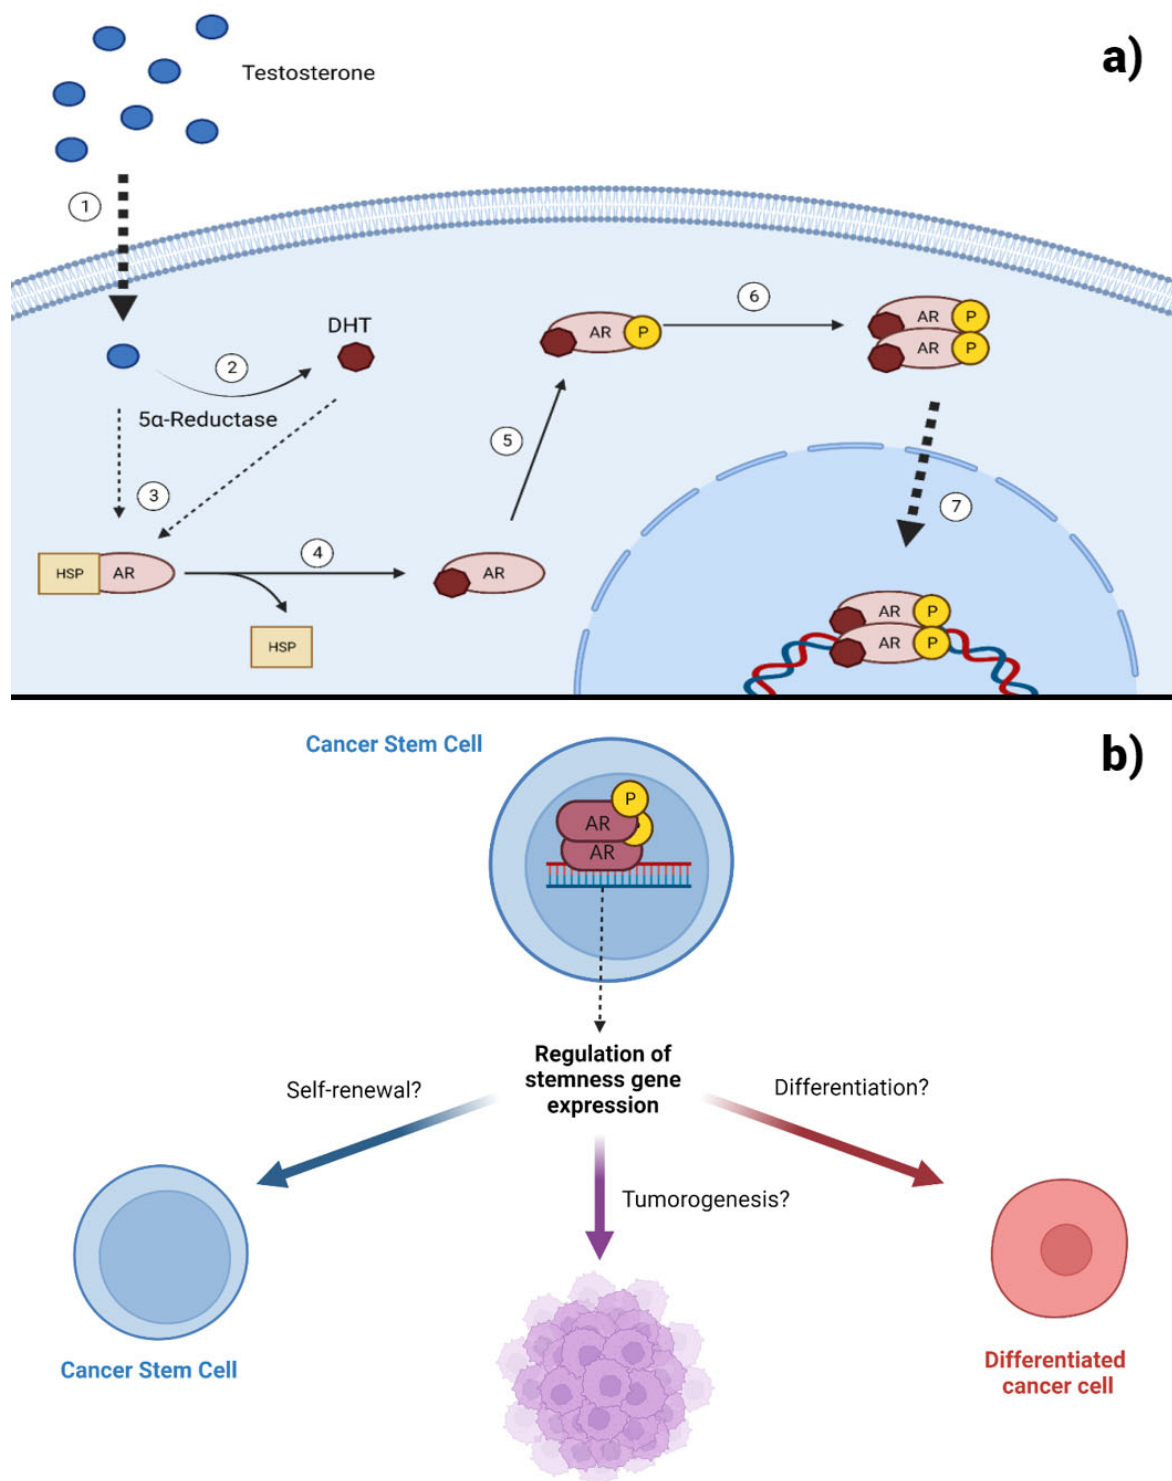 a)
Testosterone
1
6
AR
P
AR
P
AR
P
DHT
2
5α-Reductase
5
3
7
HSP
AR
4
AR
HSP
AR
P
AR
P
Cancer Stem Cell
b)
P
AR
AR
Regulation of
stemness gene
expression
Self-renewal?
Differentiation?
Tumorogenesis?
Cancer Stem Cell
Differentiated
cancer cell